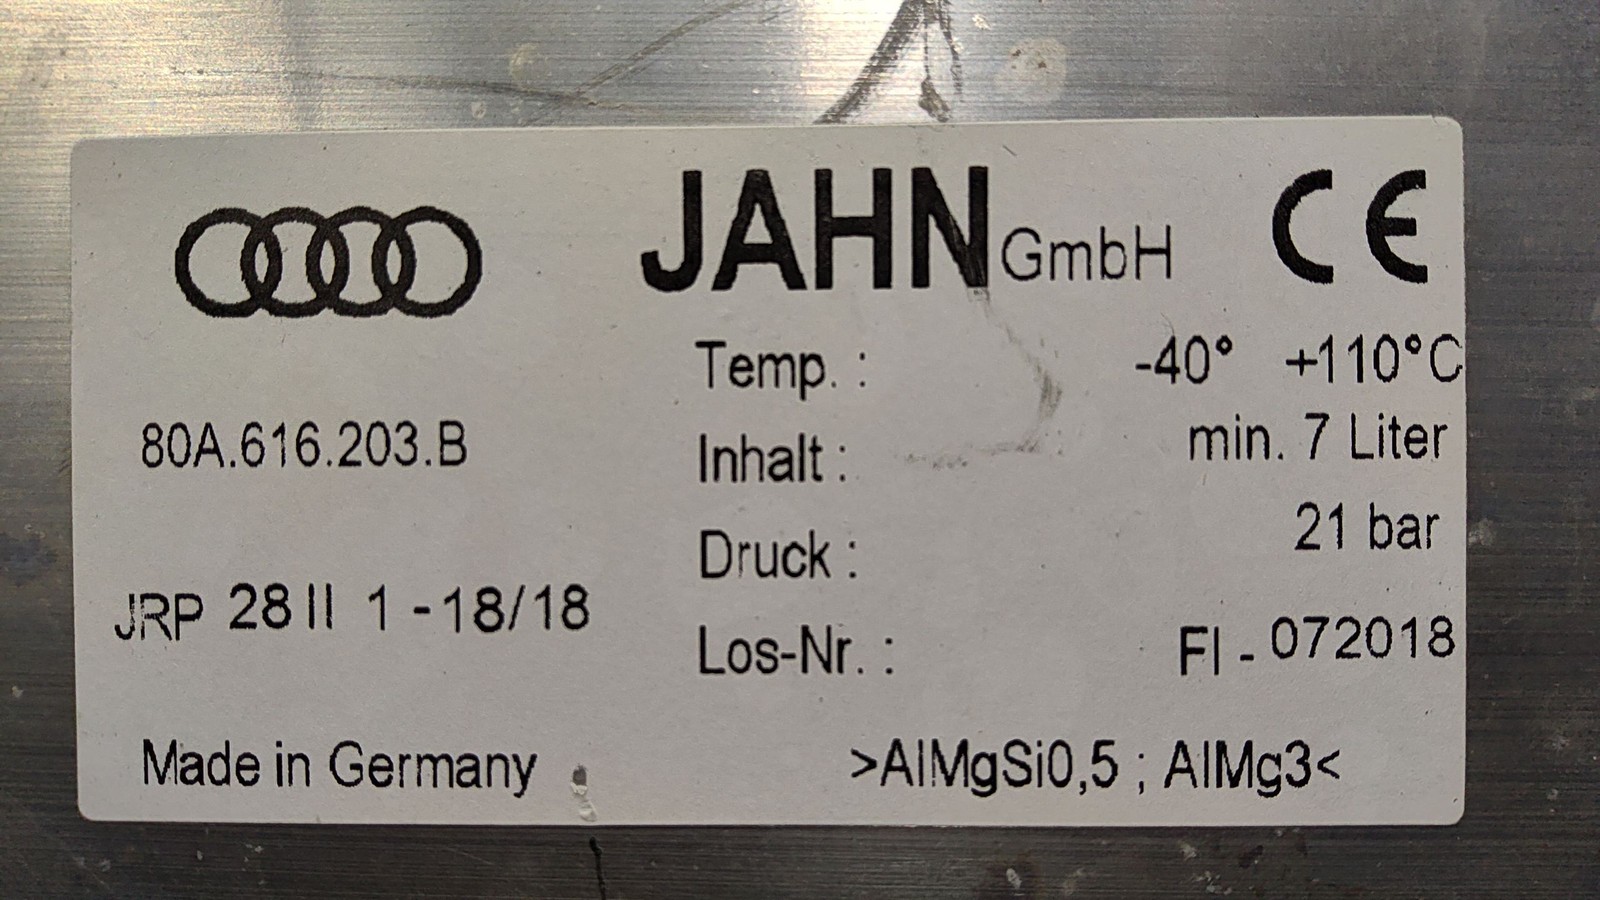 JAHN GmbH CE
Temp. : -40° +110°C
80A.616.203.B
Inhalt : min. 7 Liter
Druck : 21 bar
JRP 28 II 1 - 18/18
Los-Nr. : FI - 072018
Made in Germany
>AlMgSi0,5 ; AlMg3<